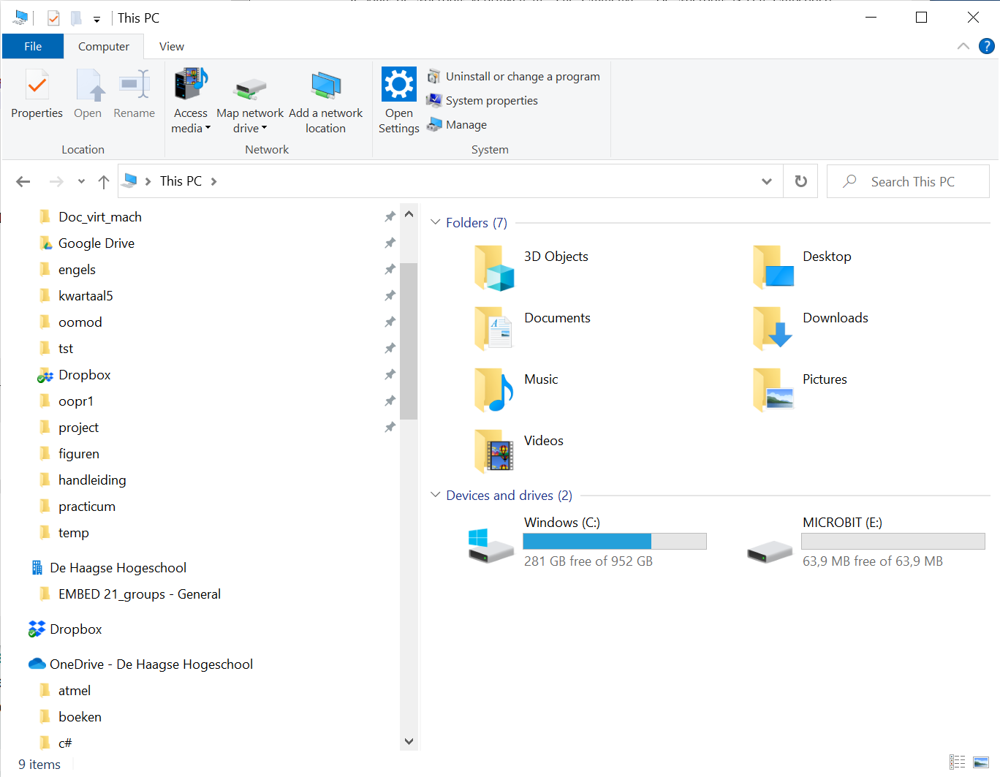 This PC
File
Computer
View
?
Properties
Open
Rename
Access
media
Map network
drive
Add a network
location
Open
Settings
Uninstall or change a program
System properties
Manage
Location
Network
System
This PC
Search This PC
Doc_virt_mach
Google Drive
engels
kwartaal5
oomod
tst
Dropbox
oopr1
project
figuren
handleiding
practicum
temp
De Haagse Hogeschool
EMBED 21_groups - General
Dropbox
OneDrive - De Haagse Hogeschool
atmel
boeken
c#
Folders (7)
3D Objects
Desktop
Documents
Downloads
Music
Pictures
Videos
Devices and drives (2)
Windows (C:)
281 GB free of 952 GB
MICROBIT (E:)
63,9 MB free of 63,9 MB
9 items